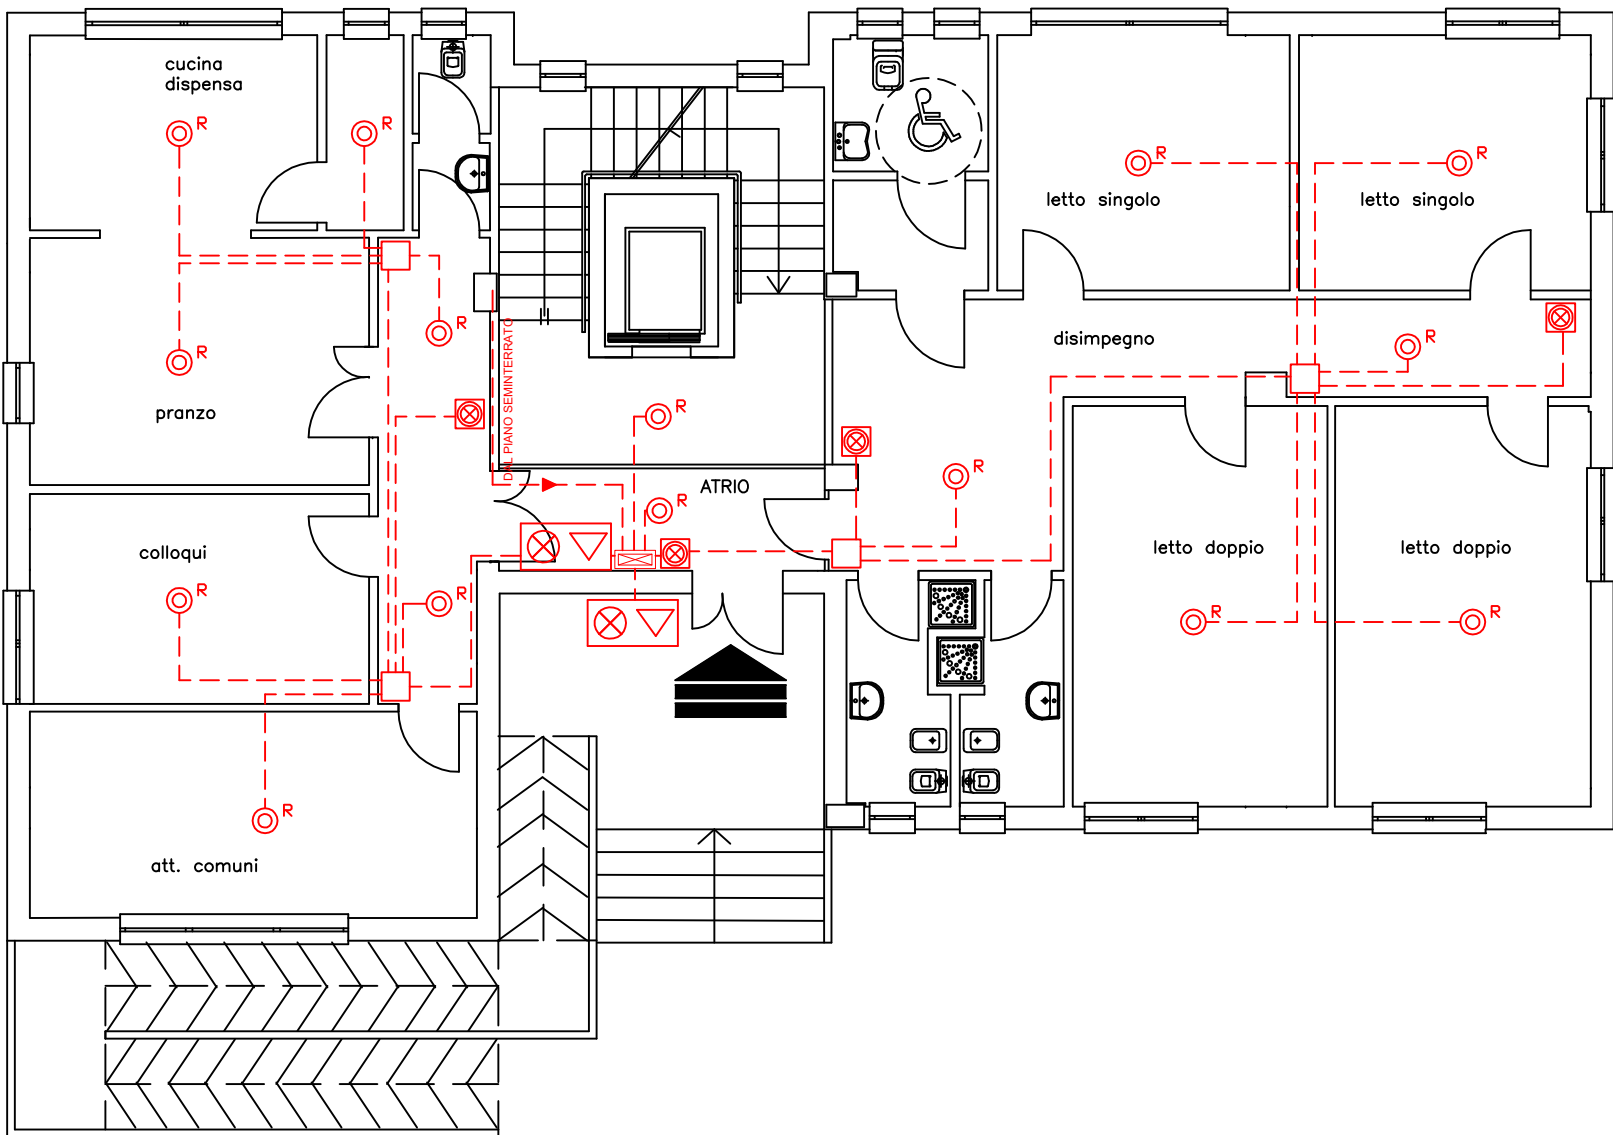 cucina
dispensa
R
R
R
R
letto singolo
letto singolo
R
R
DAL PIANO SEMINTERRATO
disimpegno
R
pranzo
R
ATRIO
R
R
colloqui
letto doppio
letto doppio
R
R
R
R
R
att. comuni